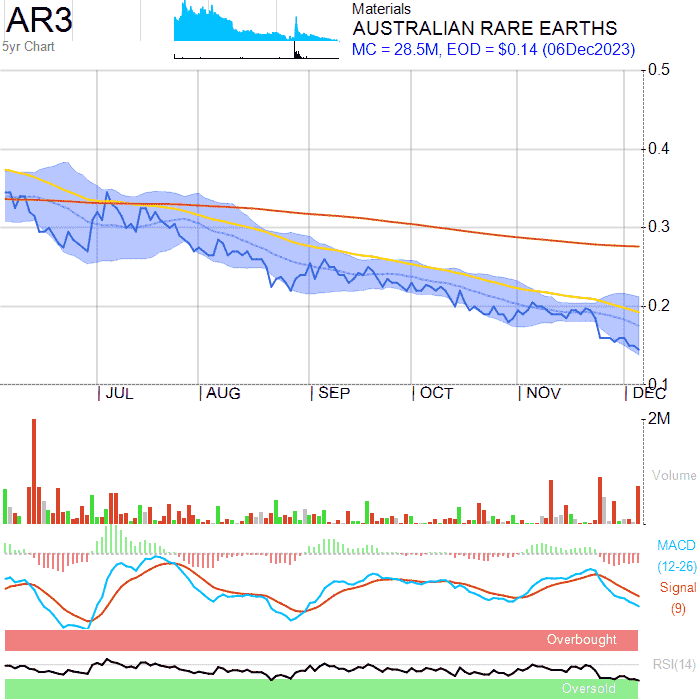 AR3
5yr Chart
Materials
AUSTRALIAN RARE EARTHS
MC = 28.5M, EOD = $0.14 (06Dec2023)
0.5
0.4
0.3
0.2
0.1
JUL AUG SEP OCT NOV DEC
2M
Volume
MACD
(12-26)
Signal
(9)
Overbought
RSI(14)
Oversold